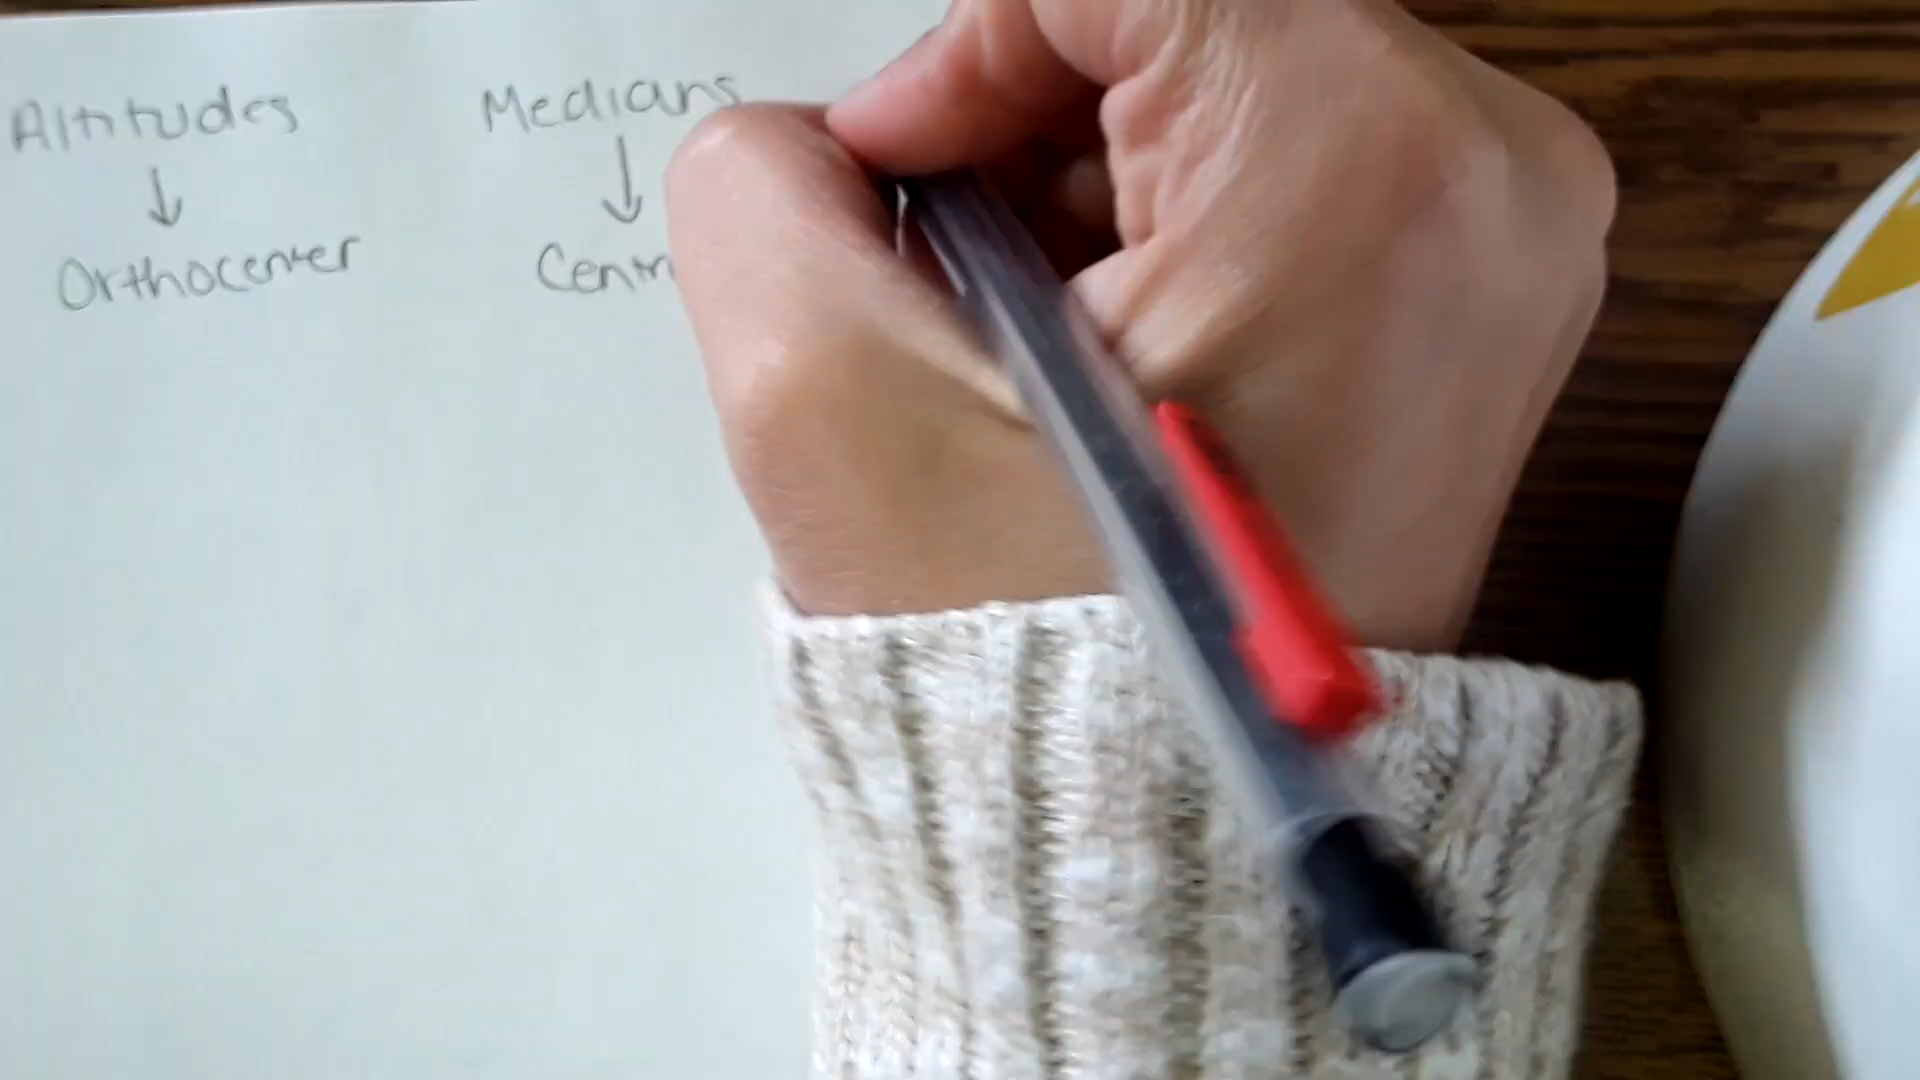 Altitudes Medians
↓ ↓
Orthocenter